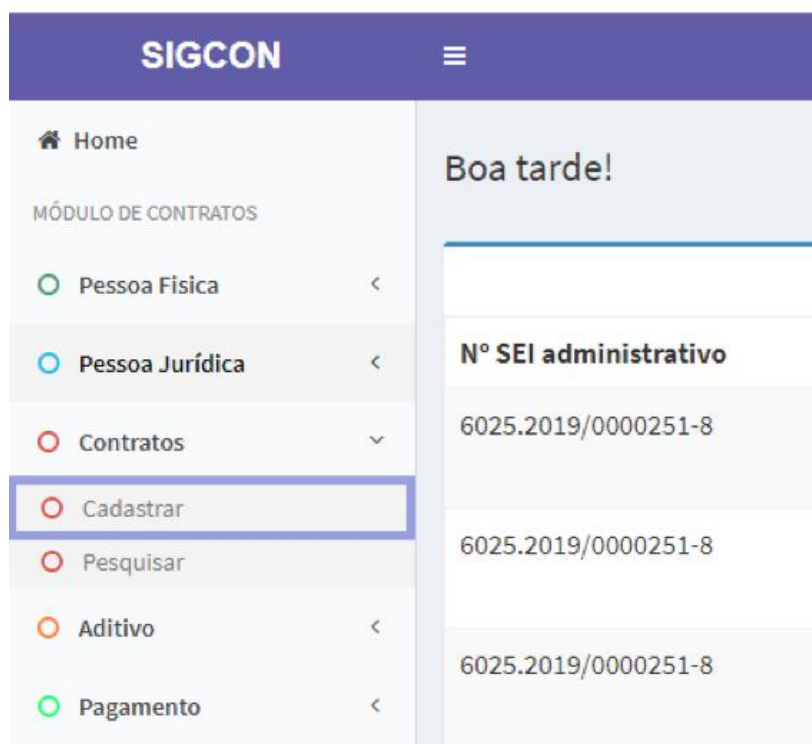 SIGCON
Home
MÓDULO DE CONTRATOS
Pessoa Fisica
Pessoa Jurídica
Contratos
Cadastrar
Pesquisar
Aditivo
Pagamento
Boa tarde!
Nº SEI administrativo
6025.2019/0000251-8
6025.2019/0000251-8
6025.2019/0000251-8